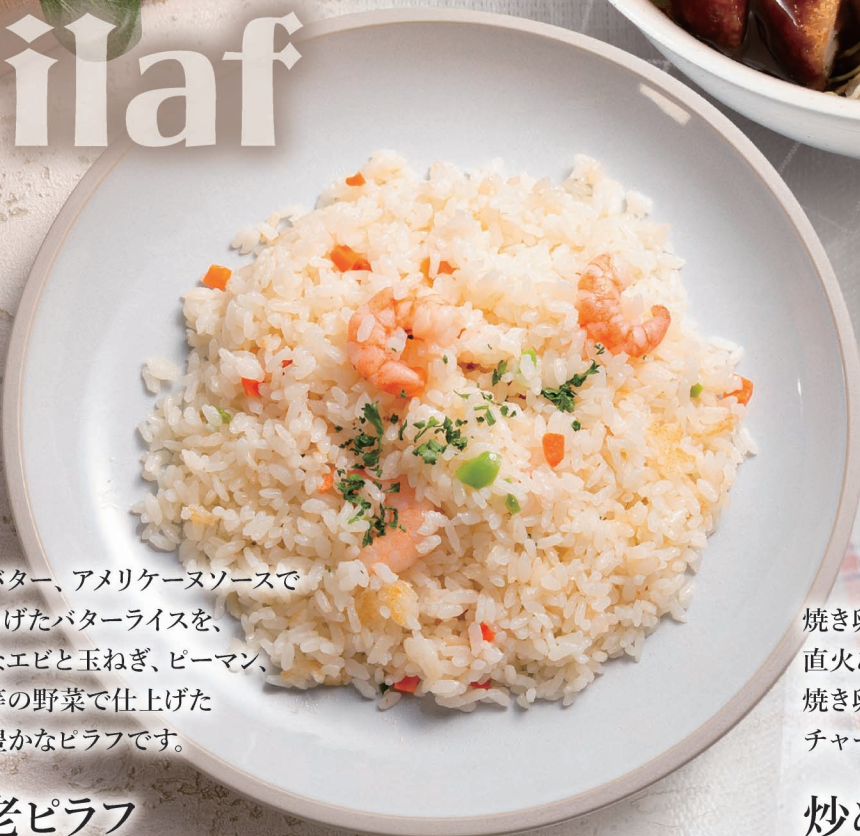 ilaf
バター、アメリケーヌソースで
げたバターライスを、
なエビと玉ねぎ、ピーマン、
等の野菜で仕上げた
豊かなピラフです。
老ピラフ
焼き
直火
焼き
チャー
炒